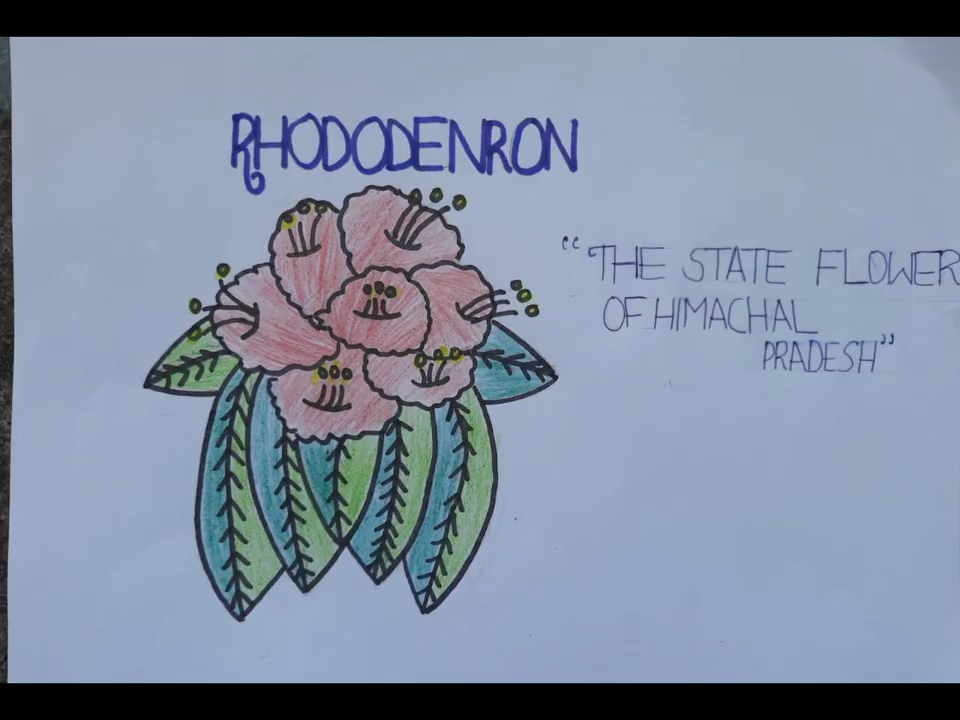 RHODODENRON
"THE STATE FLOWER
OF HIMACHAL
PRADESH"